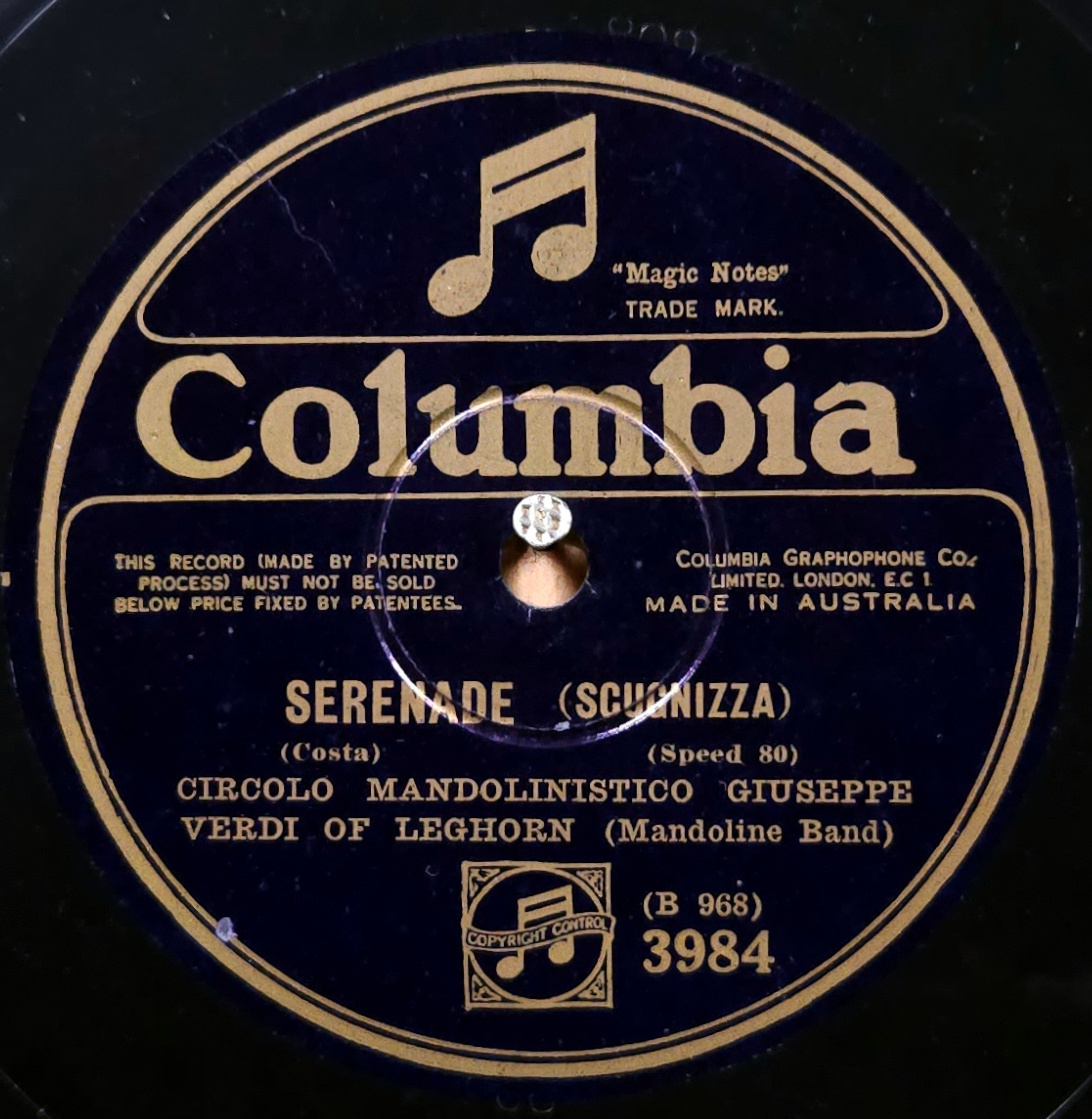 "Magic Notes"
TRADE MARK.
Columbia
THIS RECORD (MADE BY PATENTED
PROCESS) MUST NOT BE SOLD
BELOW PRICE FIXED BY PATENTEES.
COLUMBIA GRAPHOPHONE CO.
LIMITED. LONDON. E.C 1.
MADE IN AUSTRALIA
SERENADE (SCUGNIZZA)
(Costa) (Speed 80)
CIRCOLO MANDOLINISTICO GIUSEPPE
VERDI OF LEGHORN (Mandoline Band)
COPYRIGHT CONTROL
(B 968)
3984